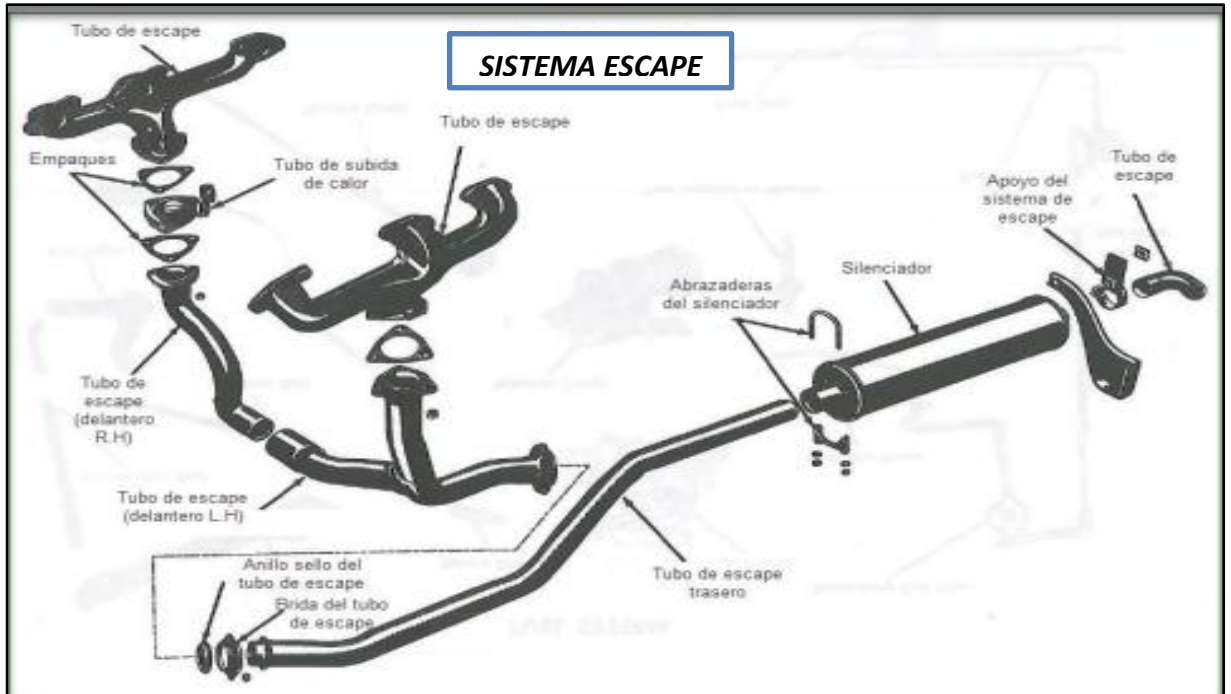 SISTEMA ESCAPE
Tubo de escape
Empaques
Tubo de subida
de calor
Tubo de escape
Tubo de
escape
Apoyo del
sistema de
escape
Silenciador
Abrazaderas
del silenciador
Tubo de
escape
(delantero
R.H)
Tubo de escape
(delantero L.H)
Anillo sello del
tubo de escape
Brida del tubo
de escape
Tubo de escape
trasero